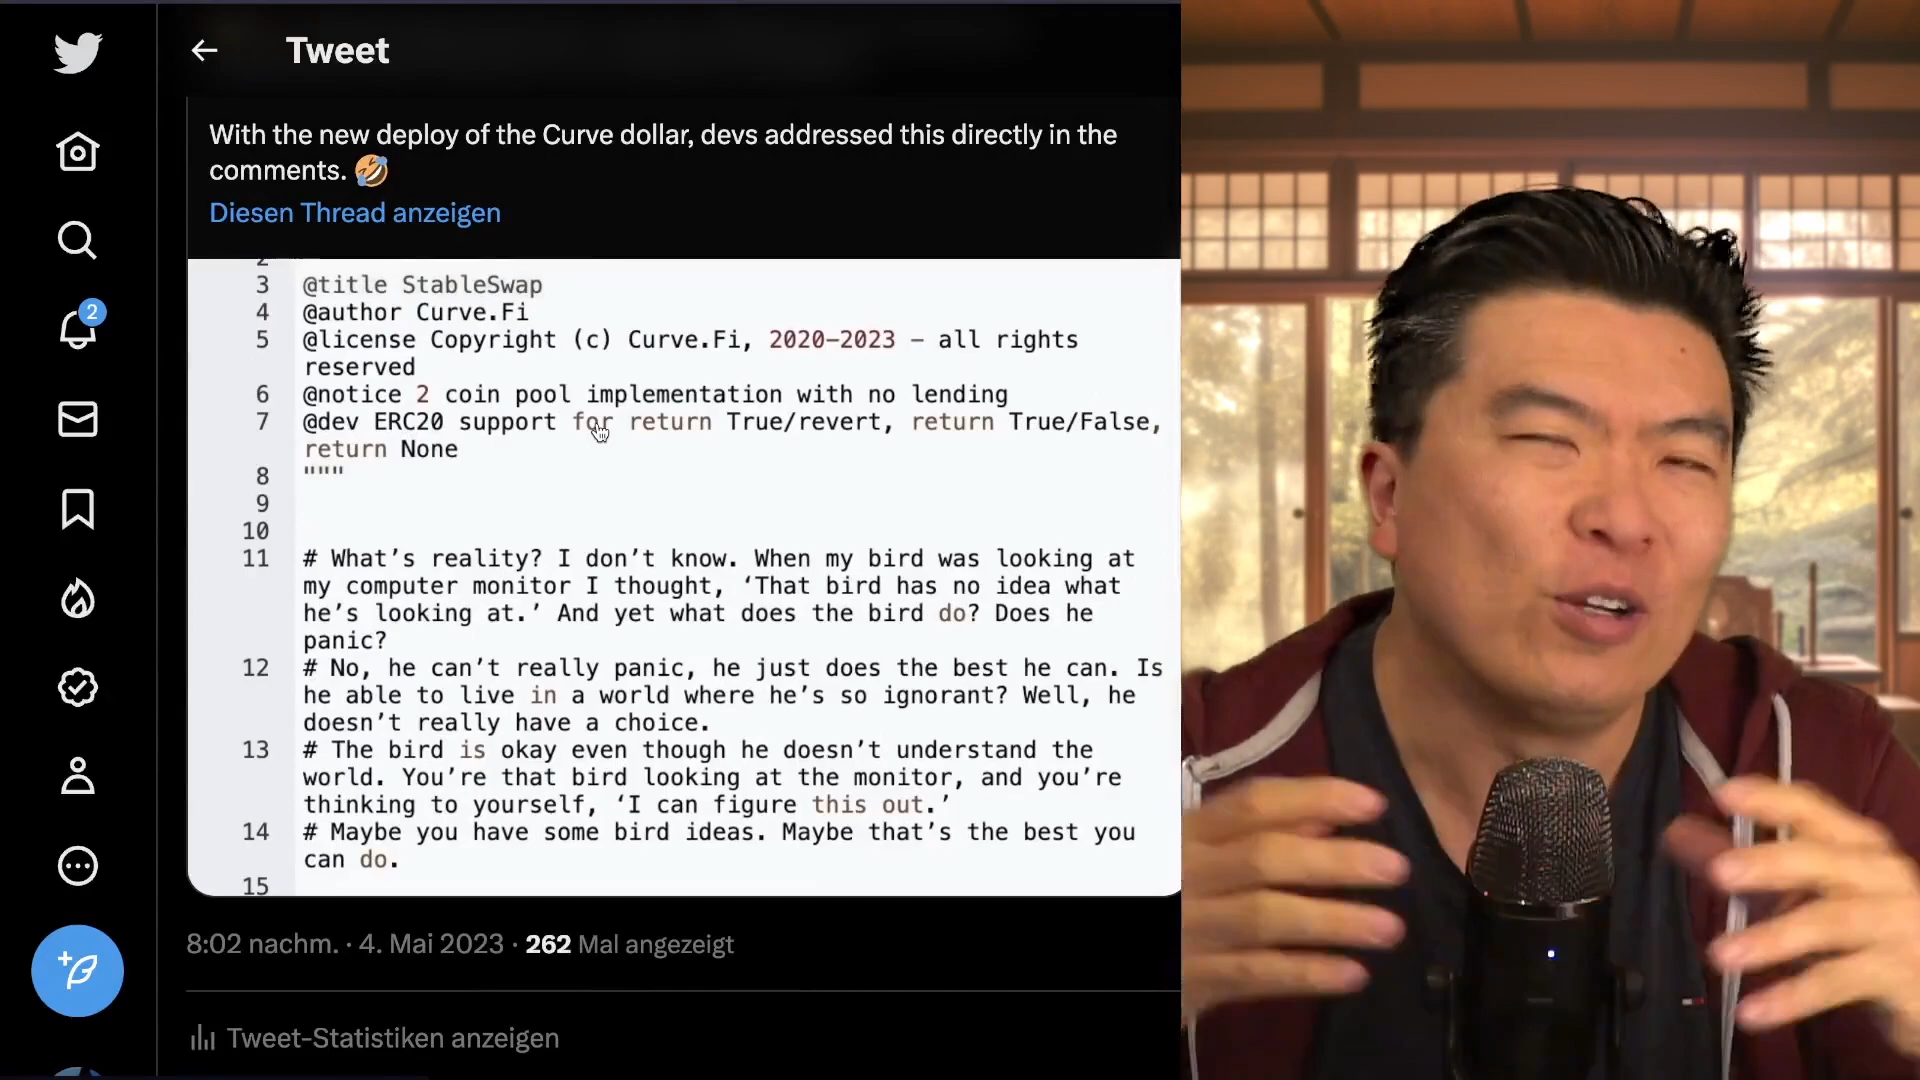 Tweet
With the new deploy of the Curve dollar, devs addressed this directly in the
comments. 🤣
Diesen Thread anzeigen
3 @title StableSwap
4 @author Curve.Fi
5 @license Copyright (c) Curve.Fi, 2020-2023 - all rights
reserved
6 @notice 2 coin pool implementation with no lending
7 @dev ERC20 support for return True/revert, return True/False,
return None
8 """
9
10
11 # What's reality? I don't know. When my bird was looking at
my computer monitor I thought, ‘That bird has no idea what
he's looking at.’ And yet what does the bird do? Does he
panic?
12 # No, he can't really panic, he just does the best he can. Is
he able to live in a world where he's so ignorant? Well, he
doesn't really have a choice.
13 # The bird is okay even though he doesn't understand the
world. You're that bird looking at the monitor, and you're
thinking to yourself, ‘I can figure this out.’
14 # Maybe you have some bird ideas. Maybe that's the best you
can do.
15
8:02 nachm. · 4. Mai 2023 · 262 Mal angezeigt
Tweet-Statistiken anzeigen
2